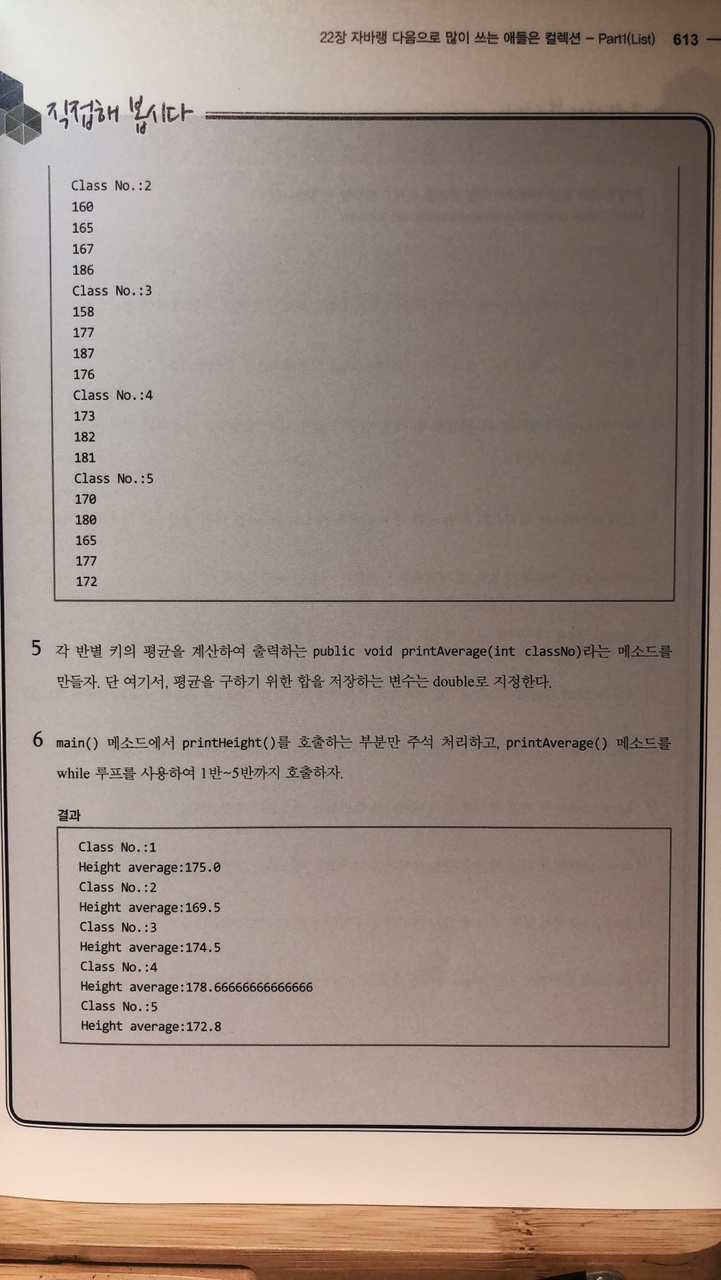 22장 자바랭 다음으로 많이 쓰는 애들은 컬렉션 – Part1(List) 613
직접해 봅시다
Class No.:2
160
165
167
186
Class No.:3
158
177
187
176
Class No.:4
173
182
181
Class No.:5
170
180
165
177
172
5 각 반별 키의 평균을 계산하여 출력하는 public void printAverage(int classNo)라는 메소드를
만들자. 단 여기서, 평균을 구하기 위한 합을 저장하는 변수는 double로 지정한다.
6 main() 메소드에서 printHeight()를 호출하는 부분만 주석 처리하고, printAverage() 메소드를
while 루프를 사용하여 1반~5반까지 호출하자.
결과
Class No.:1
Height average:175.0
Class No.:2
Height average:169.5
Class No.:3
Height average:174.5
Class No.:4
Height average:178.66666666666666
Class No.:5
Height average:172.8